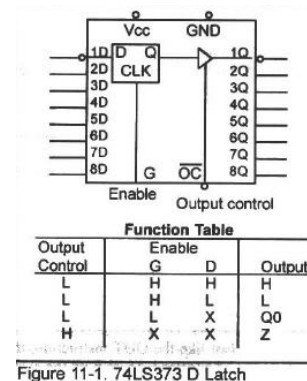 Vcc GND
1D D Q 1Q
2D CLK 2Q
3D 3Q
4D 4Q
5D 5Q
6D 6Q
7D 7Q
8D G OC 8Q
Enable Output control
Function Table
Output Enable
Control G D Output
L H H H
L H L L
L L X Q0
H X X Z
Figure 11-1. 74LS373 D Latch